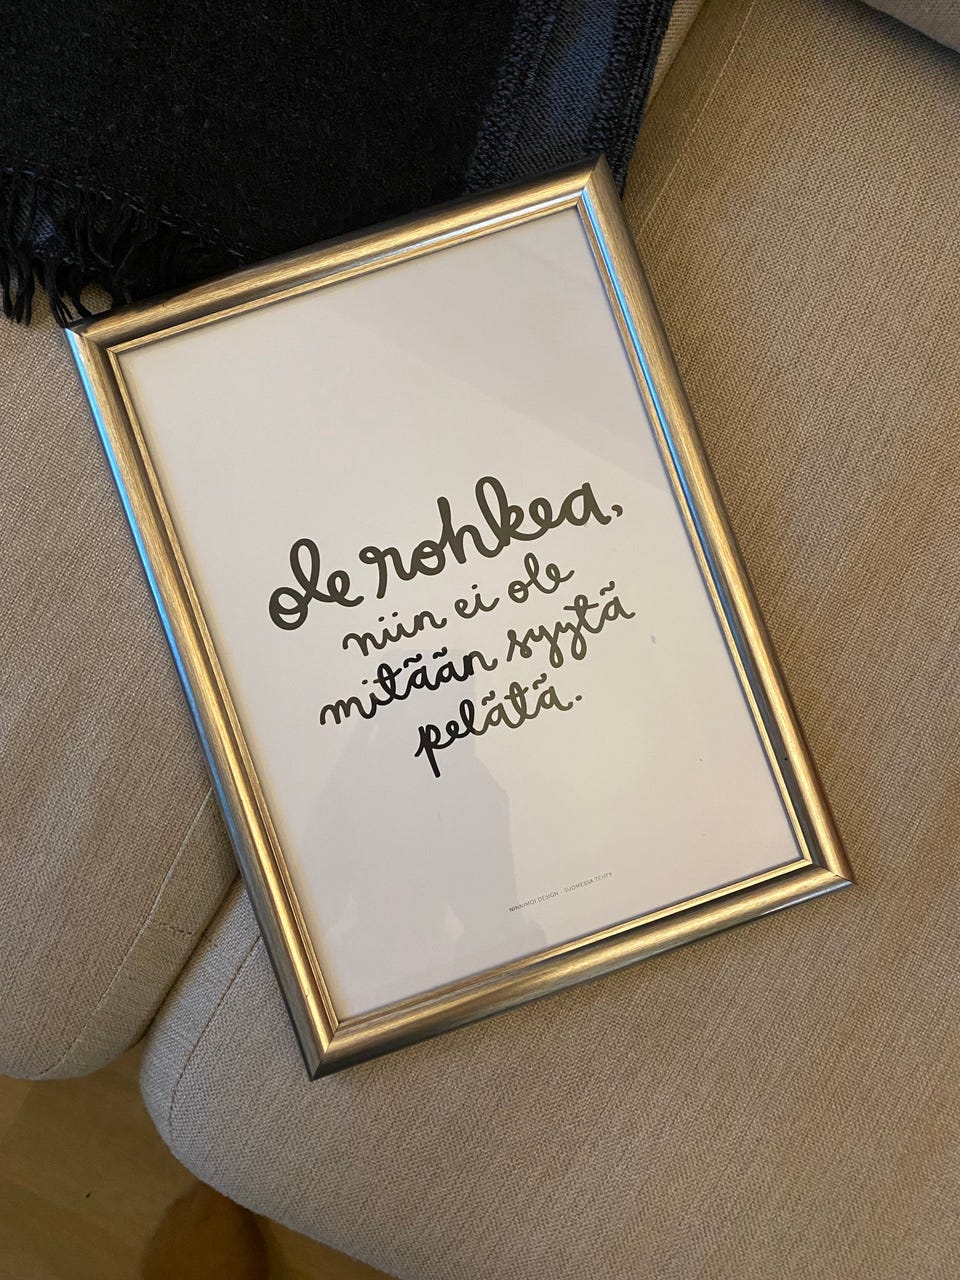 ole rohkea,
niin ei ole
mitään syytä
pelätä.
NINNIMOI DESIGN - SUOMESSA TEHTY